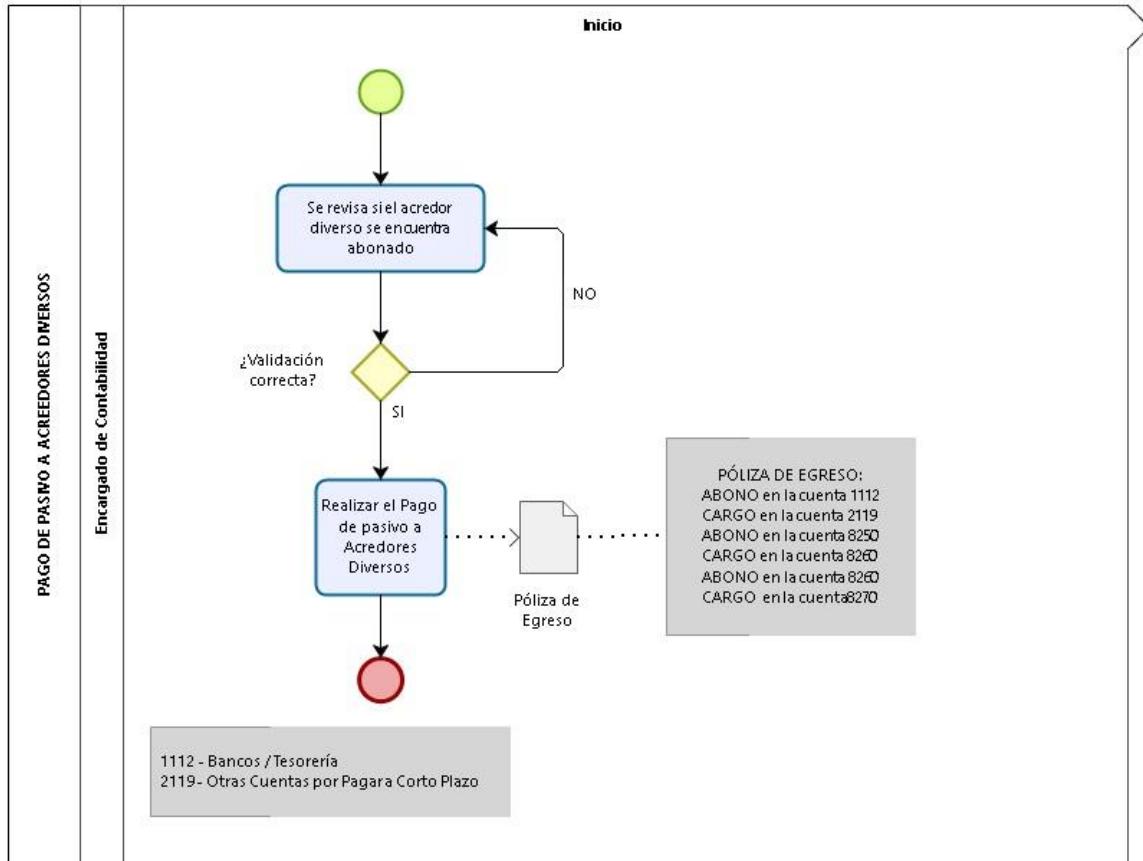 Inicio
PAGO DE PASIVO A ACREEDORES DIVERSOS
Encargado de Contabilidad
Se revisa si el acredor
diverso se encuentra
abonado
NO
¿Validación
correcta?
SI
Realizar el Pago
de pasivo a
Acredores
Diversos
Póliza de
Egreso
PÓLIZA DE EGRESO:
ABONO en la cuenta 1112
CARGO en la cuenta 2119
ABONO en la cuenta 8250
CARGO en la cuenta 8260
ABONO en la cuenta 8260
CARGO en la cuenta 8270
1112 - Bancos / Tesorería
2119- Otras Cuentas por Pagar a Corto Plazo